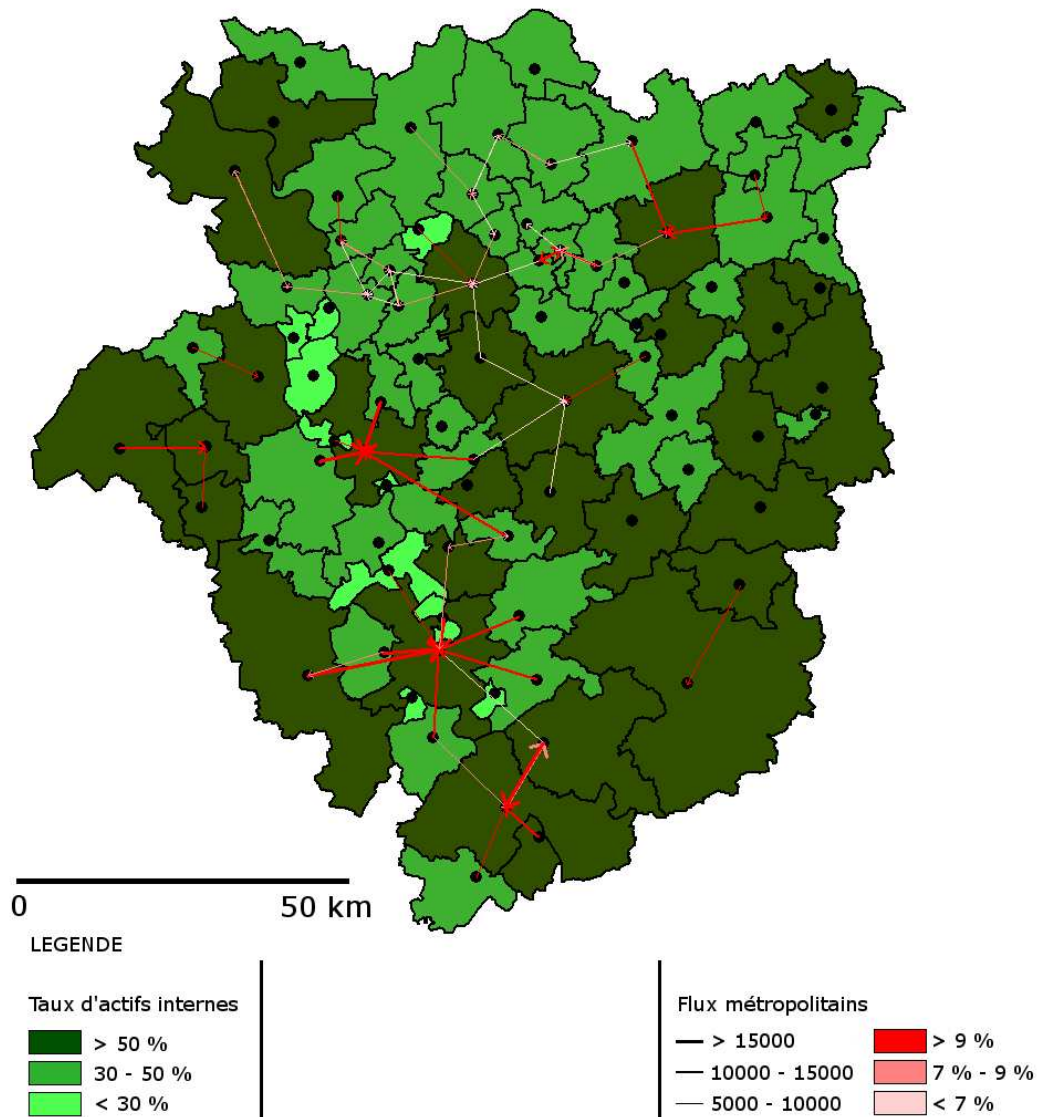 0
50 km
LEGENDE
Taux d'actifs internes
> 50 %
30 - 50 %
< 30 %
Flux métropolitains
> 15000
10000 - 15000
5000 - 10000
> 9 %
7 % - 9 %
< 7 %